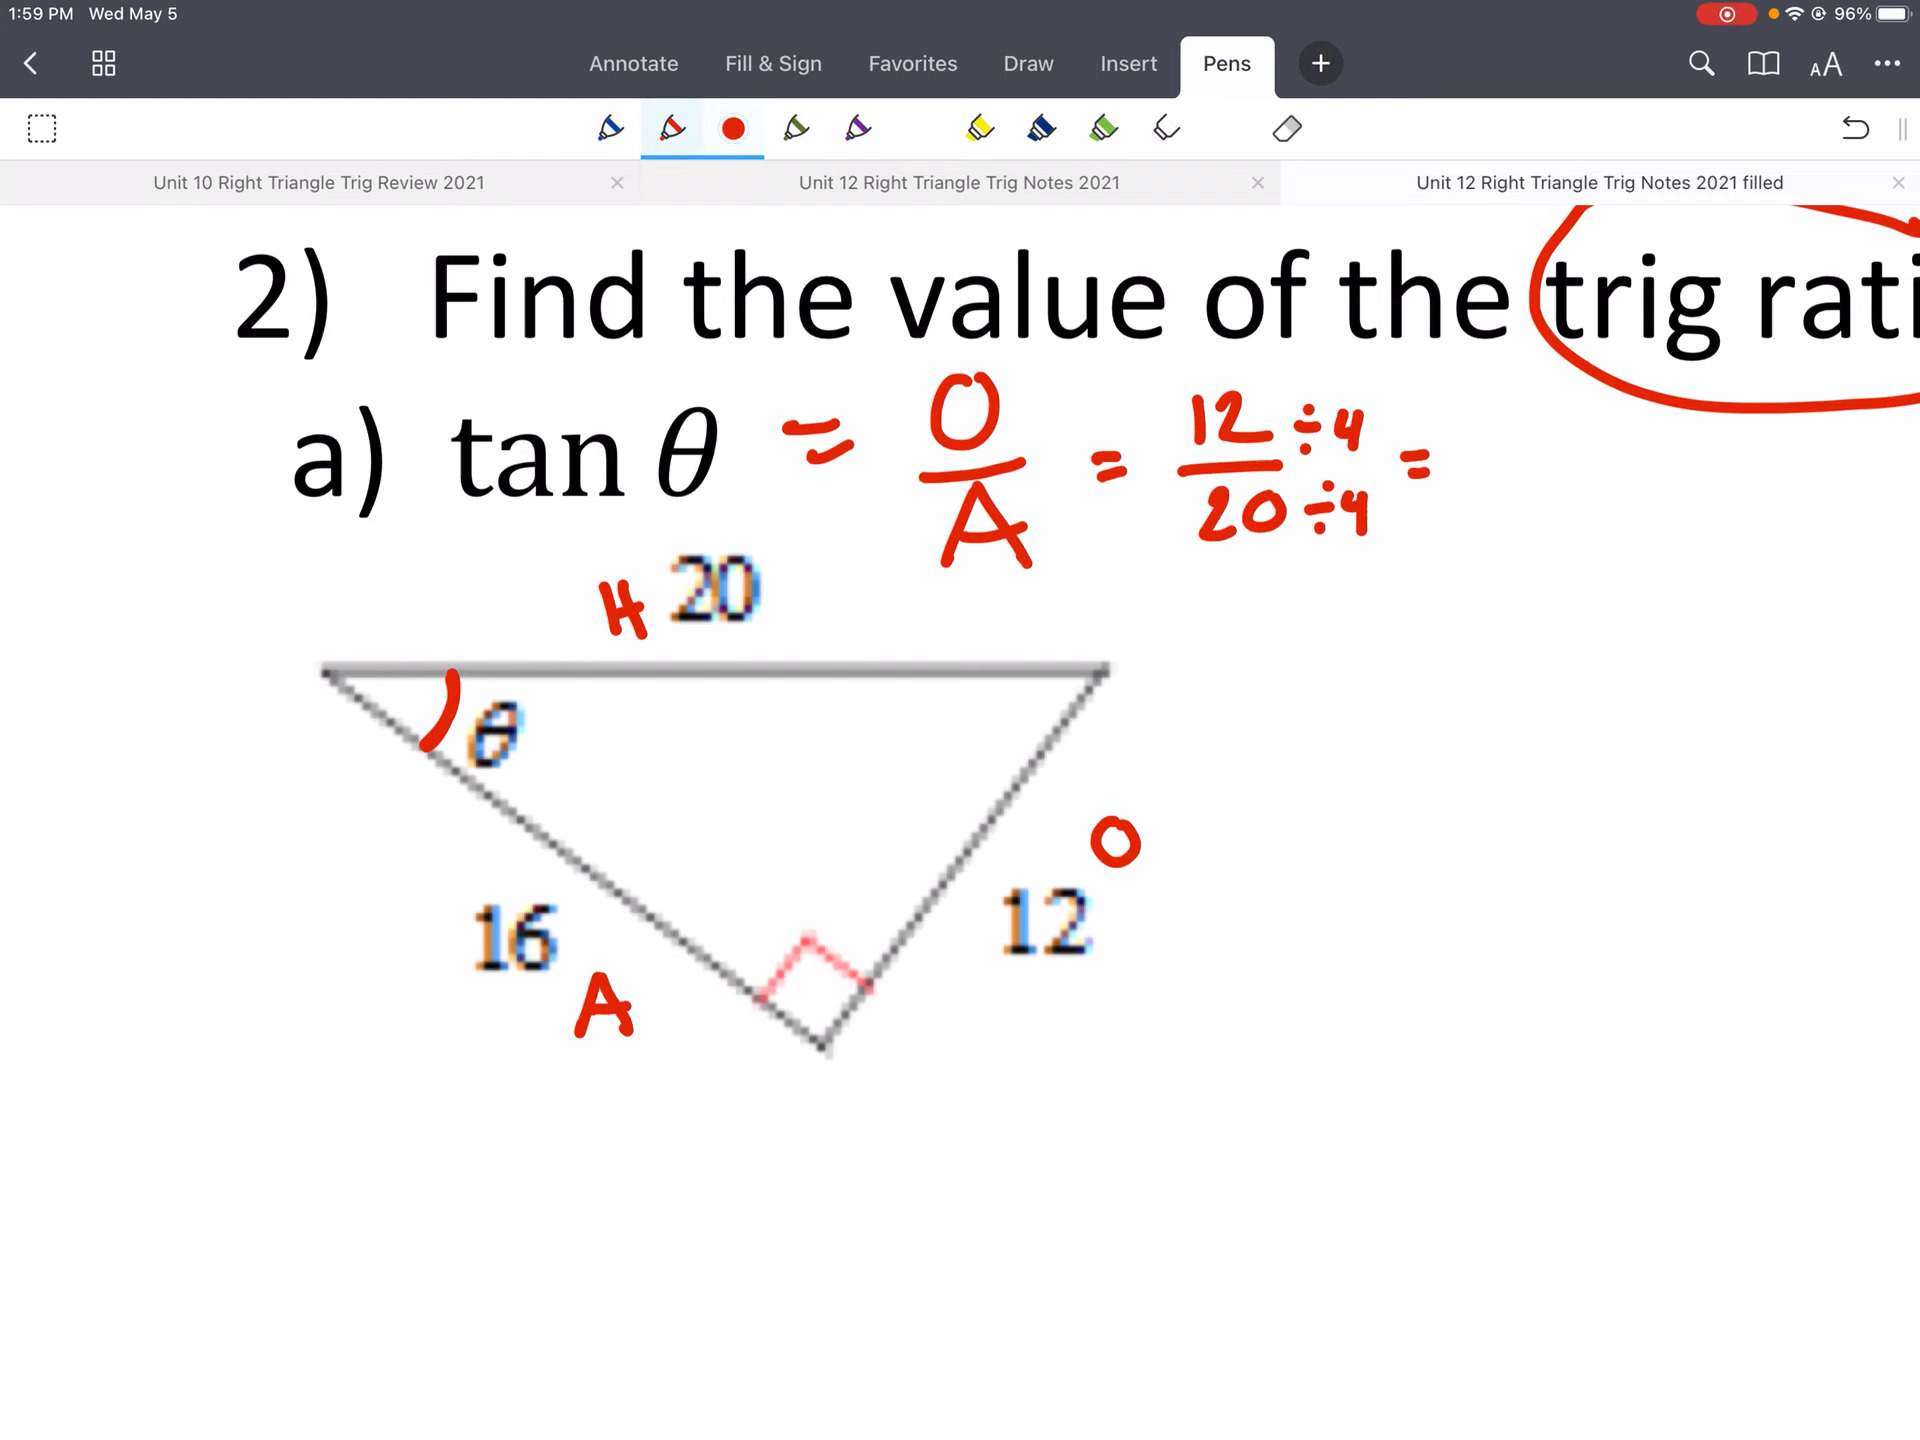 1:59 PM Wed May 5 96%
Annotate Fill & Sign Favorites Draw Insert Pens
AA
Unit 10 Right Triangle Trig Review 2021 Unit 12 Right Triangle Trig Notes 2021 Unit 12 Right Triangle Trig Notes 2021 filled
2) Find the value of the trig rati
a) tan θ = O/A = 12÷4/20÷4 =
H 20
θ
O
16 12
A